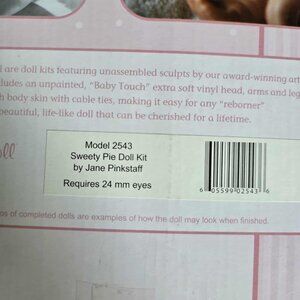 l are doll kits featuring unassembled sculpts by our award-winning art
ludes an unpainted, "Baby Touch" extra soft vinyl head, arms and leg
h body skin with cable ties, making it easy for any "reborner"
beautiful, life-like doll that can be cherished for a lifetime.
oll
Model 2543
Sweety Pie Doll Kit
by Jane Pinkstaff
Requires 24 mm eyes
6 05599 02543 6
os of completed dolls are examples of how the doll may look when finished.